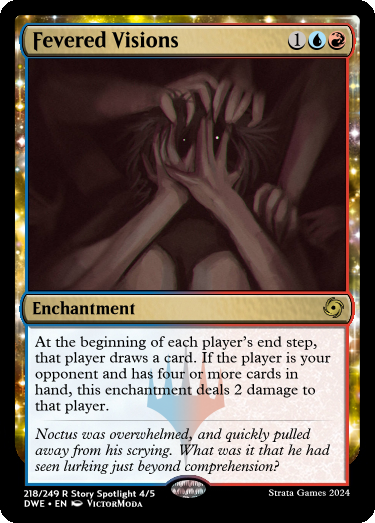 Fevered Visions 1
Enchantment
At the beginning of each player's end step,
that player draws a card. If the player is your
opponent and has four or more cards in
hand, this enchantment deals 2 damage to
that player.
Noctus was overwhelmed, and quickly pulled
away from his scrying. What was it that he had
seen lurking just beyond comprehension?
218/249 R Story Spotlight 4/5
DWE • EN VictorModa
Strata Games 2024